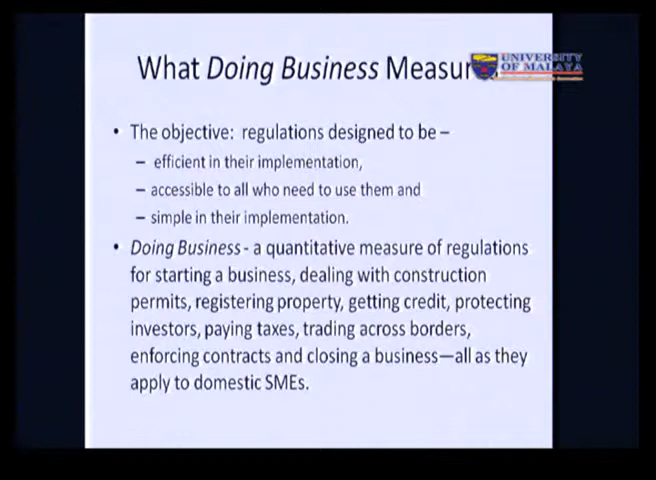 What Doing Business Measur
UNIVERSITY
OF MALAYA
• The objective: regulations designed to be –
– efficient in their implementation,
– accessible to all who need to use them and
– simple in their implementation.
• Doing Business - a quantitative measure of regulations
for starting a business, dealing with construction
permits, registering property, getting credit, protecting
investors, paying taxes, trading across borders,
enforcing contracts and closing a business—all as they
apply to domestic SMEs.